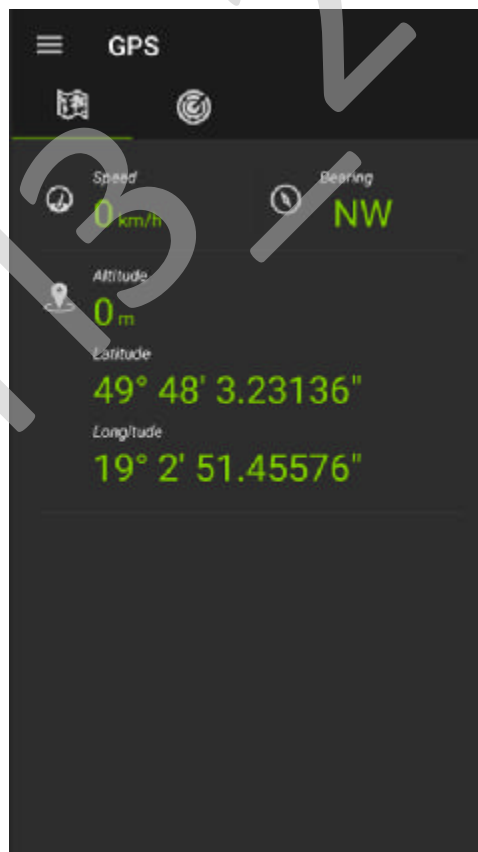 GPS
Speed
0 km/h
Bearing
NW
Altitude
0 m
Latitude
49° 48' 3.23136"
Longitude
19° 2' 51.45576"